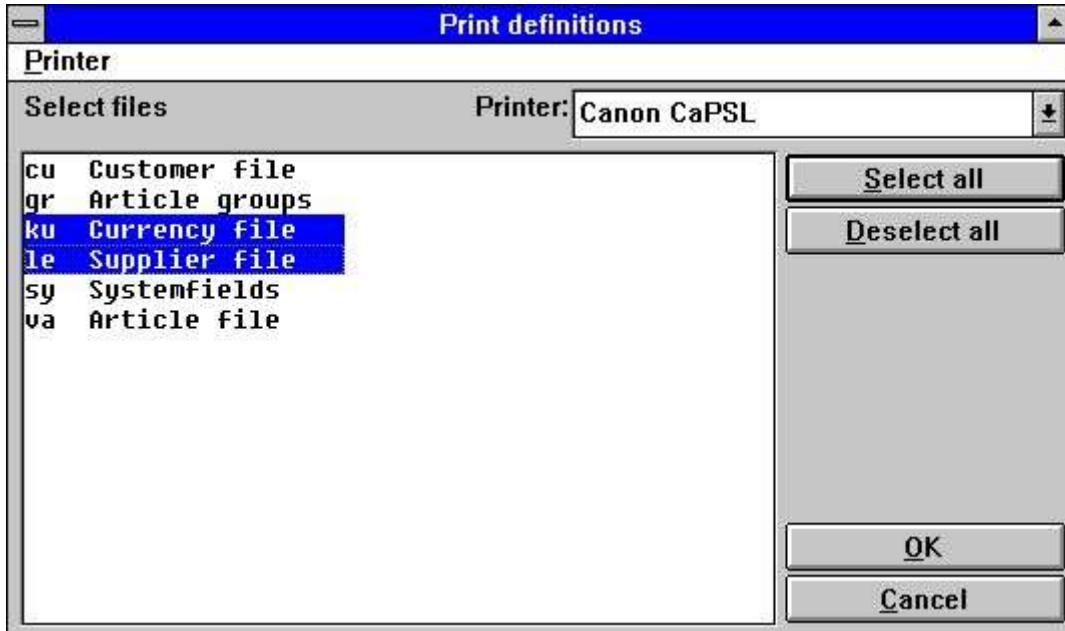 Print definitions
Printer
Select files
Printer: Canon CaPSL
cu Customer file
gr Article groups
ku Currency file
le Supplier file
sy Systemfields
va Article file
Select all
Deselect all
OK
Cancel